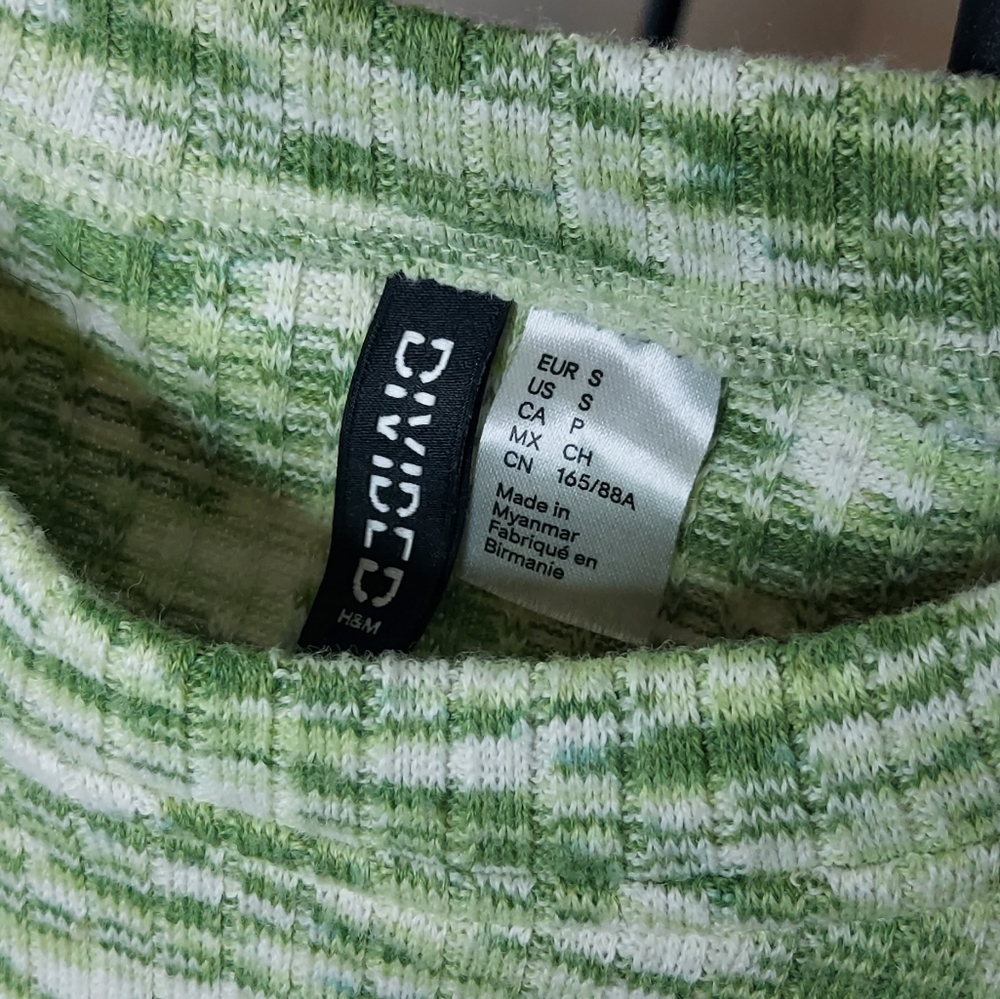 DIVIDED
H&M
EUR S
US S
CA P
MX CH
CN 165/88A
Made in
Myanmar
Fabriqué en
Birmanie